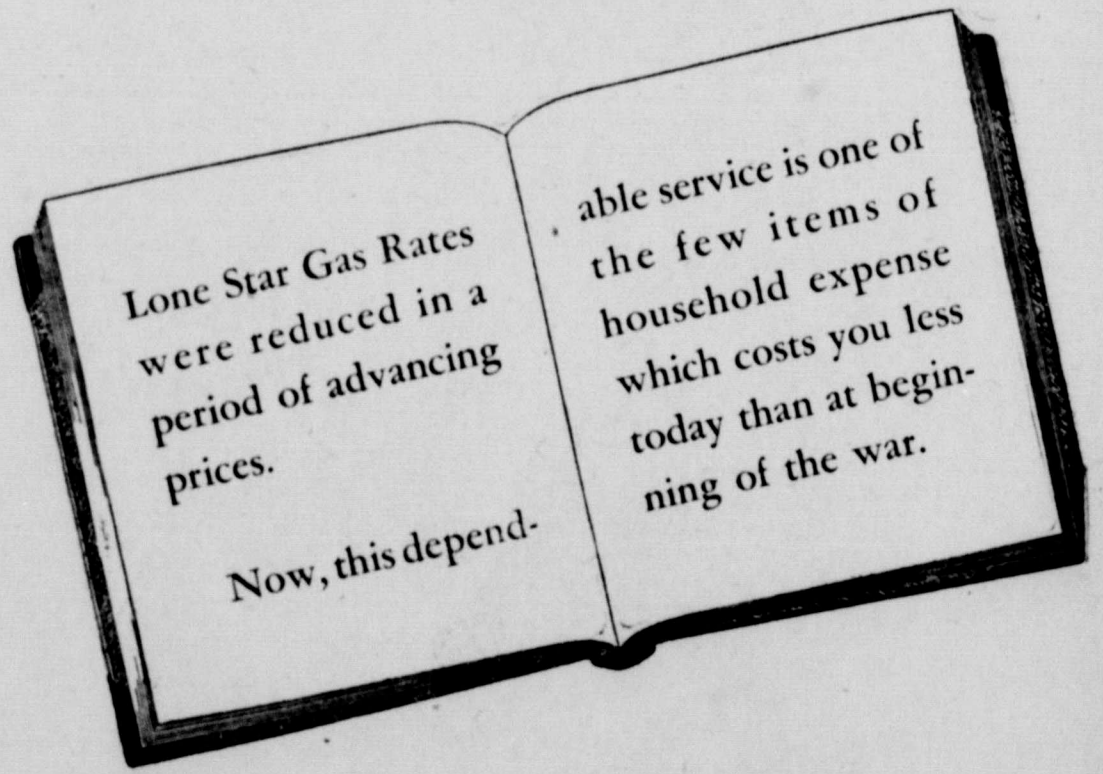 Lone Star Gas Rates
were reduced in a
period of advancing
prices.
Now, this depend-
able service is one of
the few items of
household expense
which costs you less
today than at begin-
ning of the war.